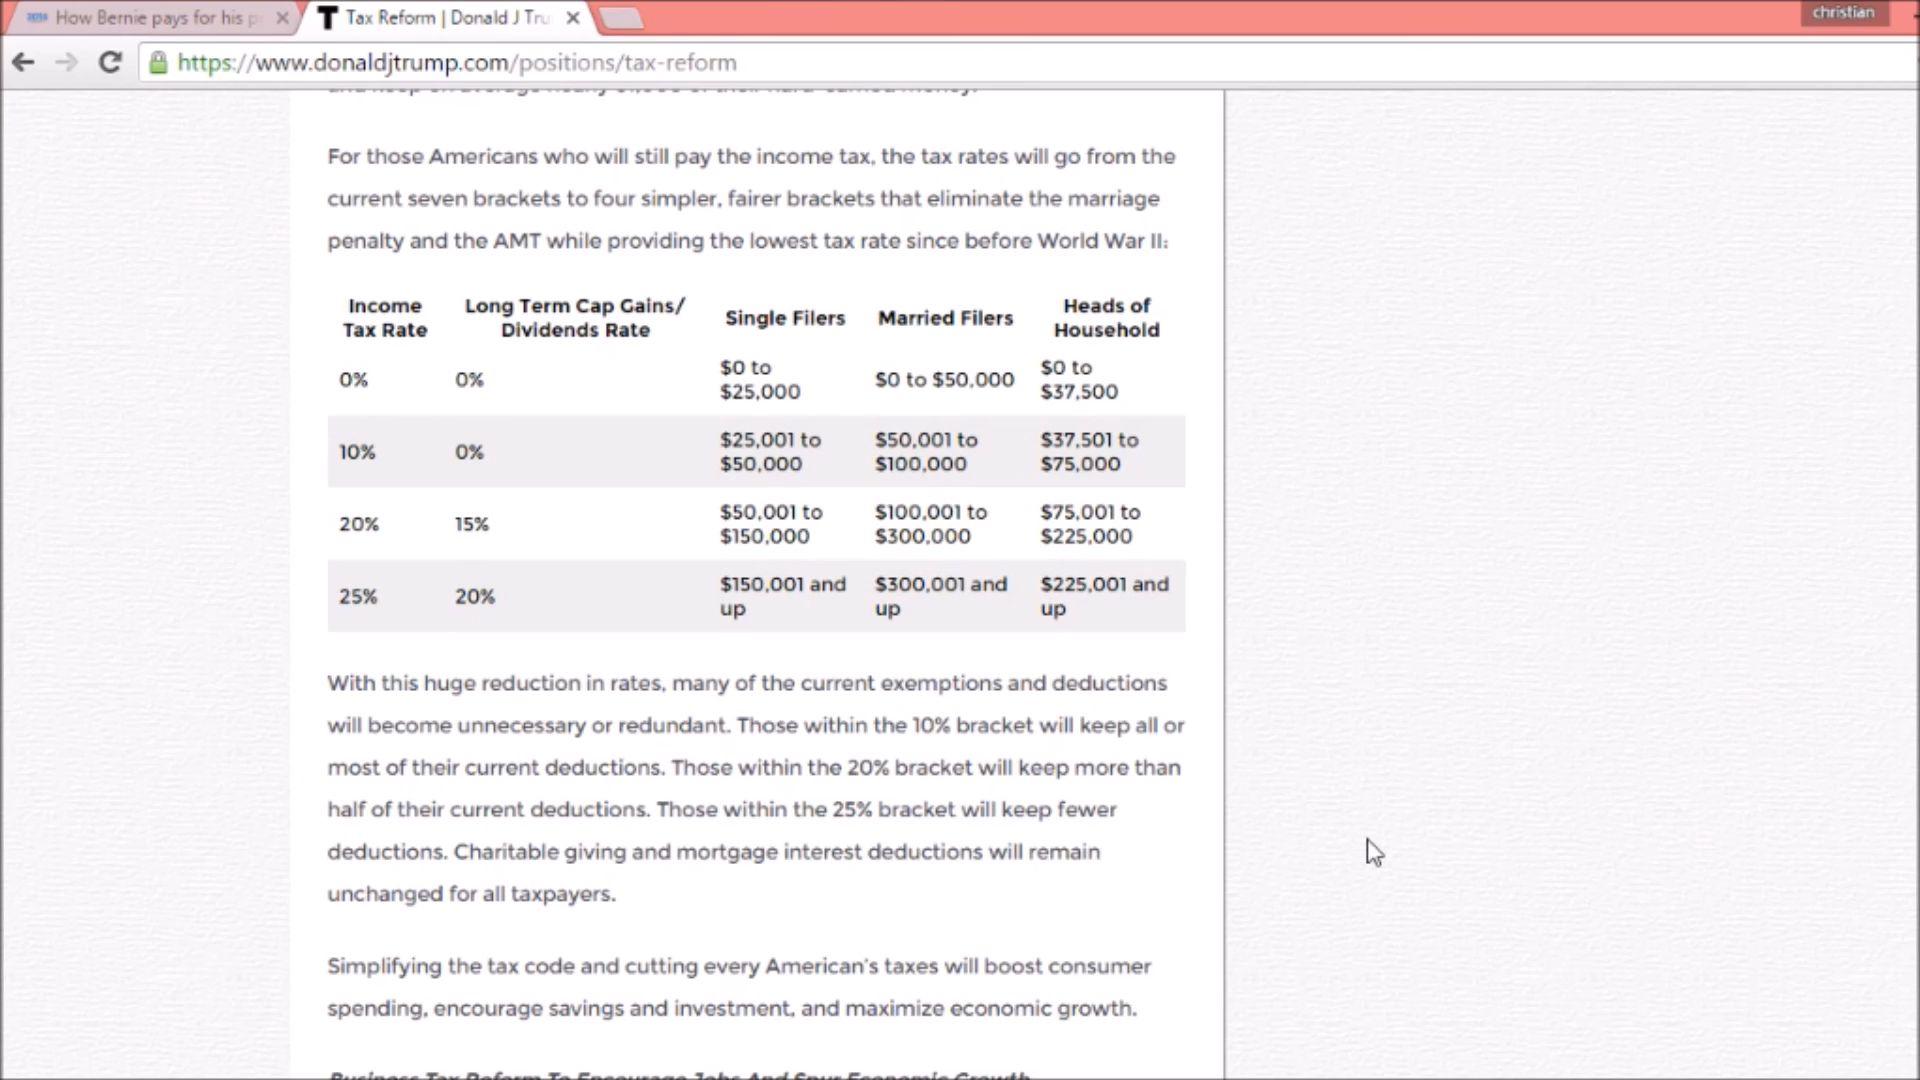 How Bernie pays for his p
Tax Reform | Donald J Tru
christian
https://www.donaldjtrump.com/positions/tax-reform
For those Americans who will still pay the income tax, the tax rates will go from the
current seven brackets to four simpler, fairer brackets that eliminate the marriage
penalty and the AMT while providing the lowest tax rate since before World War II:
Income Tax Rate Long Term Cap Gains/ Dividends Rate Single Filers Married Filers Heads of Household
0% 0% $0 to $25,000 $0 to $50,000 $0 to $37,500
10% 0% $25,001 to $50,000 $50,001 to $100,000 $37,501 to $75,000
20% 15% $50,001 to $150,000 $100,001 to $300,000 $75,001 to $225,000
25% 20% $150,001 and up $300,001 and up $225,001 and up
With this huge reduction in rates, many of the current exemptions and deductions
will become unnecessary or redundant. Those within the 10% bracket will keep all or
most of their current deductions. Those within the 20% bracket will keep more than
half of their current deductions. Those within the 25% bracket will keep fewer
deductions. Charitable giving and mortgage interest deductions will remain
unchanged for all taxpayers.
Simplifying the tax code and cutting every American's taxes will boost consumer
spending, encourage savings and investment, and maximize economic growth.
Business Tax Reform To Encourage Jobs And Spur Economic Growth